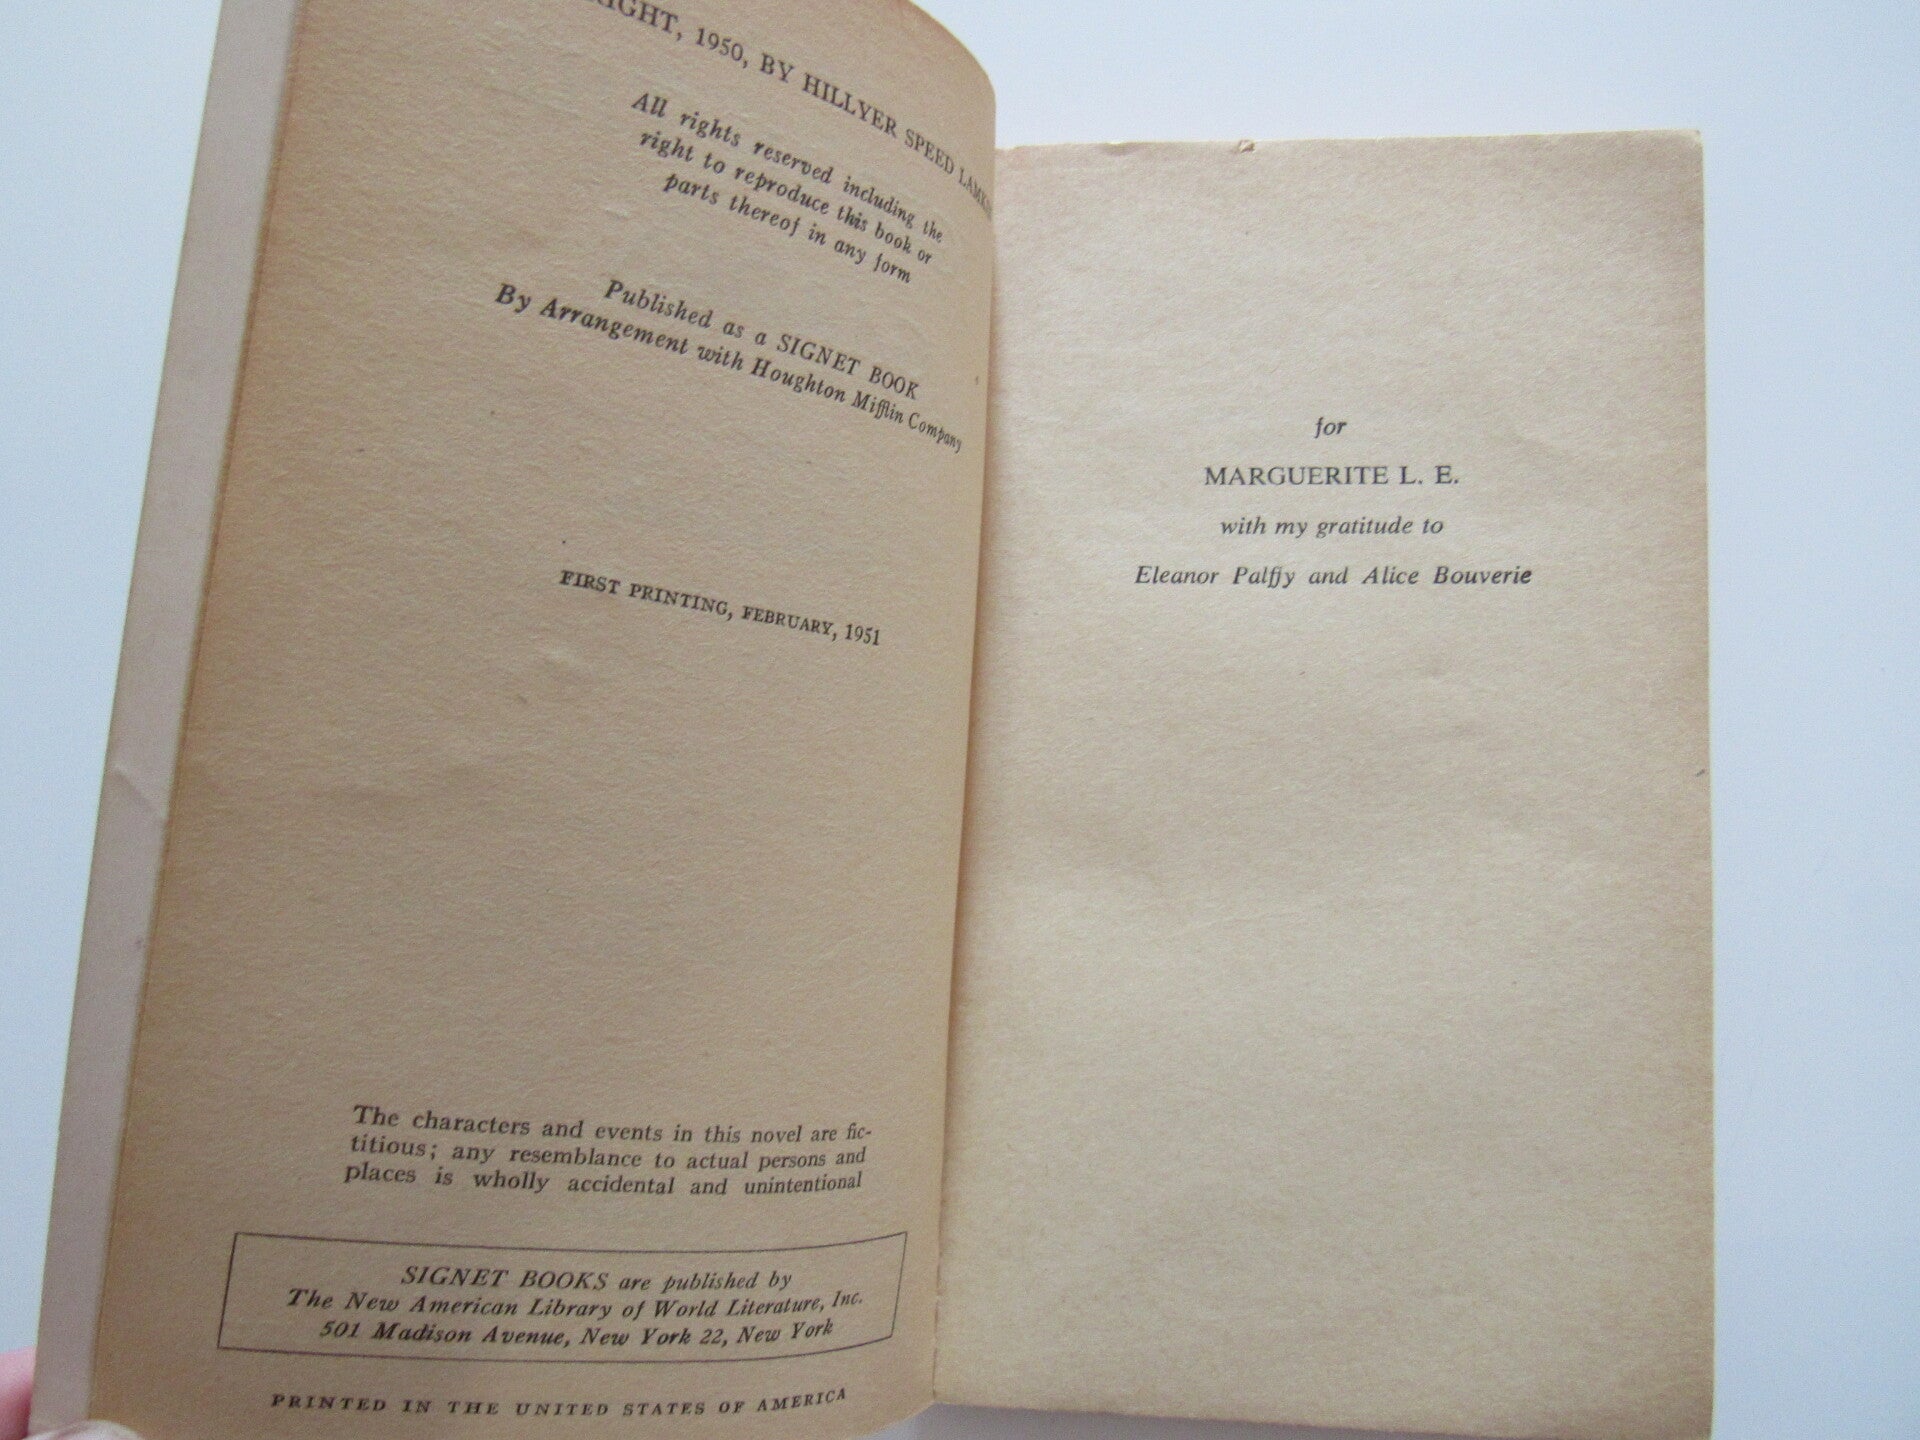 RIGHT, 1950, BY HILLYER SPEED
All rights reserved including the
right to reproduce this book or
parts thereof in any form
Published as a SIGNET BOOK
By Arrangement with Houghton Mifflin Company
FIRST PRINTING, FEBRUARY, 1951
The characters and events in this novel are fic-
titious; any resemblance to actual persons and
places is wholly accidental and unintentional
SIGNET BOOKS are published by
The New American Library of World Literature, Inc.
501 Madison Avenue, New York 22, New York
PRINTED IN THE UNITED STATES OF AMERICA
for
MARGUERITE L. E.
with my gratitude to
Eleanor Palffy and Alice Bouverie